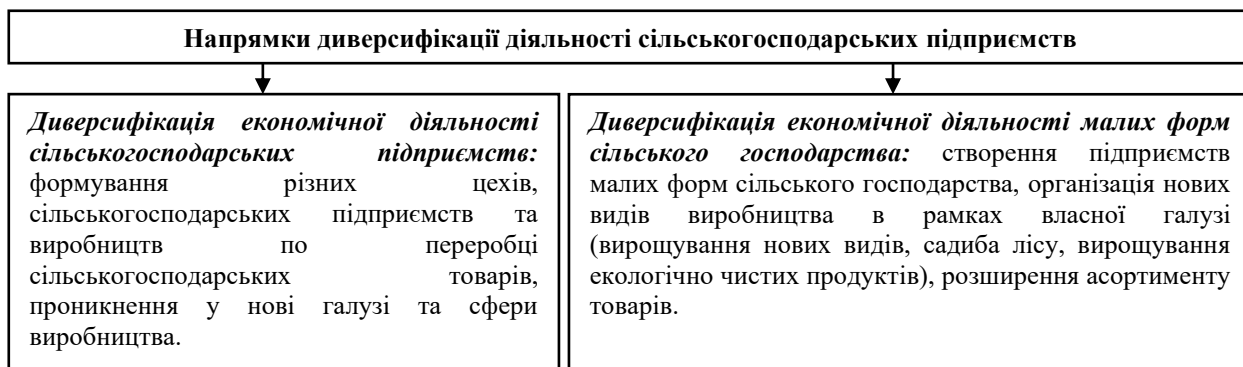 Напрямки диверсифікації діяльності сільськогосподарських підприємств
Диверсифікація економічної діяльності
сільськогосподарських підприємств:
формування різних цехів,
сільськогосподарських підприємств та
виробництв по переробці
сільськогосподарських товарів,
проникнення у нові галузі та сфери
виробництва.
Диверсифікація економічної діяльності малих форм
сільського господарства: створення підприємств
малих форм сільського господарства, організація нових
видів виробництва в рамках власної галузі
(вирощування нових видів, садиба лісу, вирощування
екологічно чистих продуктів), розширення асортименту
товарів.